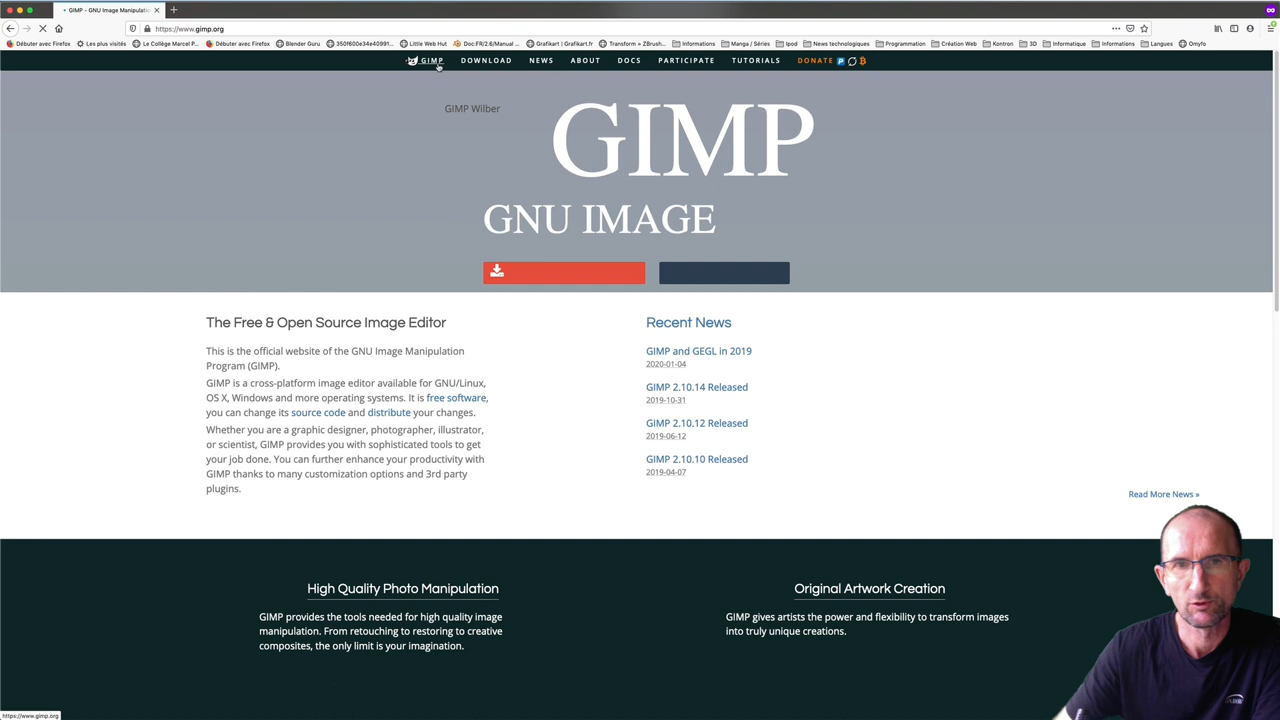 GIMP - GNU Image Manipulatio
https://www.gimp.org
Débuter avec Firefox
Les plus visités
Le Collège Marcel P...
Débuter avec Firefox
Blender Guru
350f600e34e40991...
Little Web Hut
Doc:FR/2.6/Manual ...
Grafikart | Grafikart.fr
Transform » ZBrush...
Informations
Manga / Séries
Ipod
News technologiques
Programmation
Création Web
Kontron
3D
Informatique
Informations
Langues
Omyfo
GIMP
DOWNLOAD
NEWS
ABOUT
DOCS
PARTICIPATE
TUTORIALS
DONATE
GIMP Wilber
GIMP
GNU IMAGE
The Free & Open Source Image Editor
This is the official website of the GNU Image Manipulation
Program (GIMP).
GIMP is a cross-platform image editor available for GNU/Linux,
OS X, Windows and more operating systems. It is free software,
you can change its source code and distribute your changes.
Whether you are a graphic designer, photographer, illustrator,
or scientist, GIMP provides you with sophisticated tools to get
your job done. You can further enhance your productivity with
GIMP thanks to many customization options and 3rd party
plugins.
Recent News
GIMP and GEGL in 2019
2020-01-04
GIMP 2.10.14 Released
2019-10-31
GIMP 2.10.12 Released
2019-06-12
GIMP 2.10.10 Released
2019-04-07
Read More News »
High Quality Photo Manipulation
GIMP provides the tools needed for high quality image
manipulation. From retouching to restoring to creative
composites, the only limit is your imagination.
Original Artwork Creation
GIMP gives artists the power and flexibility to transform images
into truly unique creations.
https://www.gimp.org